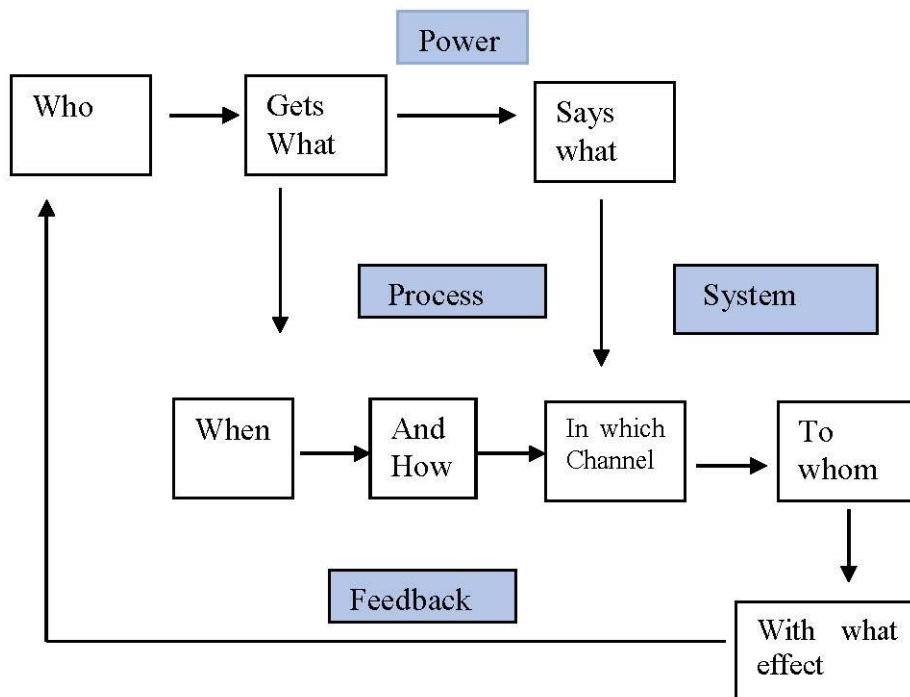 Power
Who
Gets
What
Says
what
Process
System
When
And
How
In which
Channel
To
whom
Feedback
With what
effect